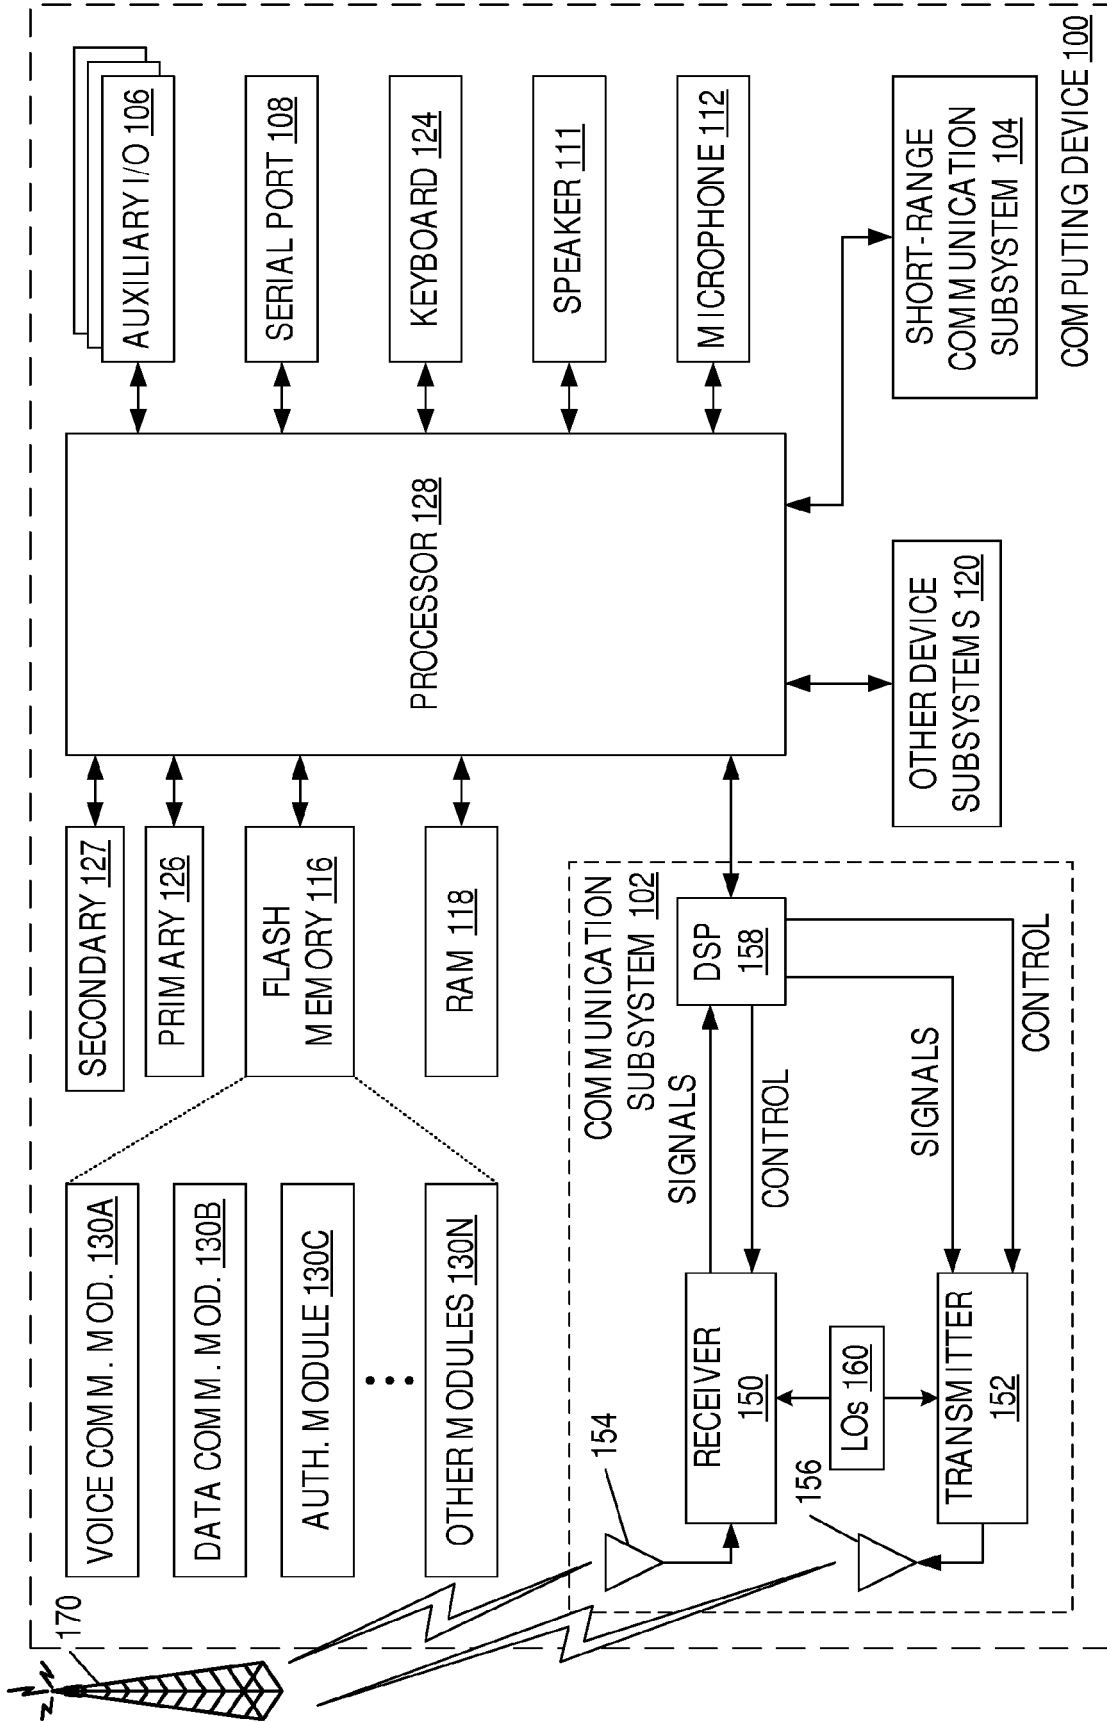 170
VOICE COMM. MOD. 130A
DATA COMM. MOD. 130B
AUTH. MODULE 130C
OTHER MODULES 130N
SECONDARY 127
PRIMARY 126
FLASH
MEMORY 116
RAM 118
PROCESSOR 128
AUXILIARY I/O 106
SERIAL PORT 108
KEYBOARD 124
SPEAKER 111
MICROPHONE 112
COMMUNICATION
SUBSYSTEM 102
154
RECEIVER
150
SIGNALS
CONTROL
DSP
158
LOs 160
156
TRANSMITTER
152
SIGNALS
CONTROL
OTHER DEVICE
SUBSYSTEMS 120
SHORT-RANGE
COMMUNICATION
SUBSYSTEM 104
COMPUTING DEVICE 100